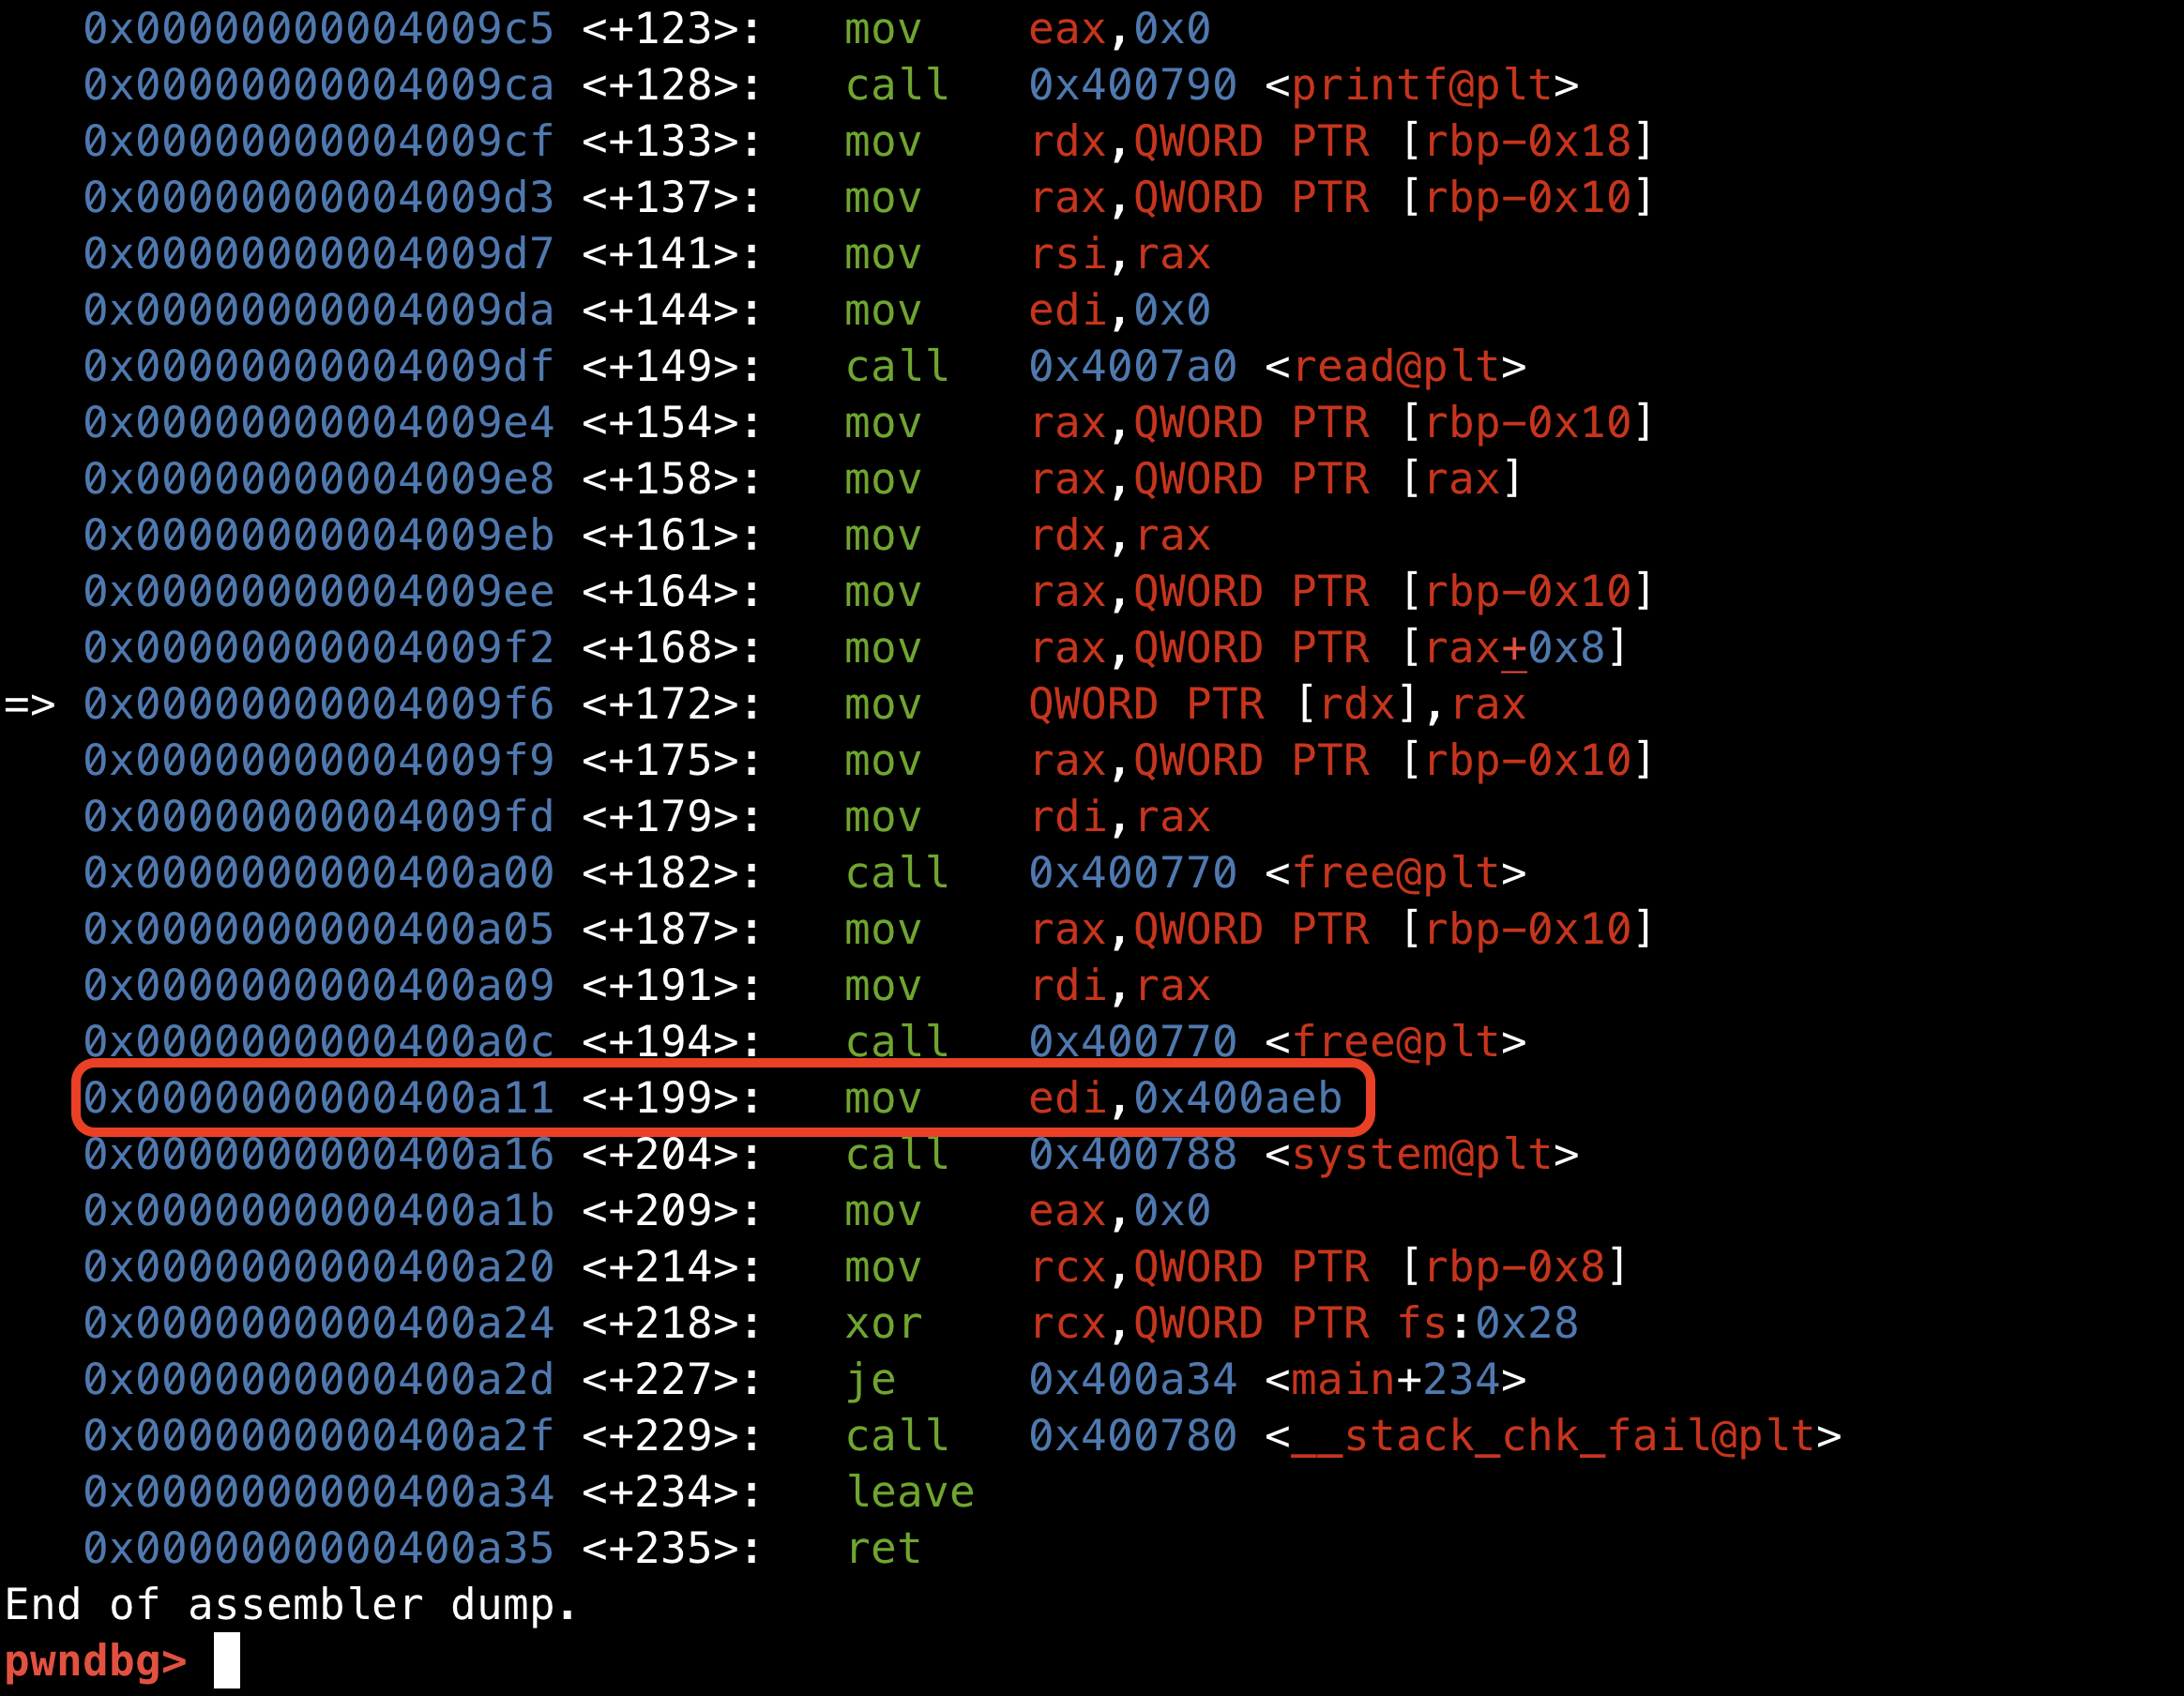 0x00000000004009c5 <+123>: mov eax,0x0
0x00000000004009ca <+128>: call 0x400790 <printf@plt>
0x00000000004009cf <+133>: mov rdx,QWORD PTR [rbp-0x18]
0x00000000004009d3 <+137>: mov rax,QWORD PTR [rbp-0x10]
0x00000000004009d7 <+141>: mov rsi,rax
0x00000000004009da <+144>: mov edi,0x0
0x00000000004009df <+149>: call 0x4007a0 <read@plt>
0x00000000004009e4 <+154>: mov rax,QWORD PTR [rbp-0x10]
0x00000000004009e8 <+158>: mov rax,QWORD PTR [rax]
0x00000000004009eb <+161>: mov rdx,rax
0x00000000004009ee <+164>: mov rax,QWORD PTR [rbp-0x10]
0x00000000004009f2 <+168>: mov rax,QWORD PTR [rax+0x8]
=> 0x00000000004009f6 <+172>: mov QWORD PTR [rdx],rax
0x00000000004009f9 <+175>: mov rax,QWORD PTR [rbp-0x10]
0x00000000004009fd <+179>: mov rdi,rax
0x0000000000400a00 <+182>: call 0x400770 <free@plt>
0x0000000000400a05 <+187>: mov rax,QWORD PTR [rbp-0x10]
0x0000000000400a09 <+191>: mov rdi,rax
0x0000000000400a0c <+194>: call 0x400770 <free@plt>
0x0000000000400a11 <+199>: mov edi,0x400aeb
0x0000000000400a16 <+204>: call 0x400788 <system@plt>
0x0000000000400a1b <+209>: mov eax,0x0
0x0000000000400a20 <+214>: mov rcx,QWORD PTR [rbp-0x8]
0x0000000000400a24 <+218>: xor rcx,QWORD PTR fs:0x28
0x0000000000400a2d <+227>: je 0x400a34 <main+234>
0x0000000000400a2f <+229>: call 0x400780 <__stack_chk_fail@plt>
0x0000000000400a34 <+234>: leave
0x0000000000400a35 <+235>: ret
End of assembler dump.
pwndbg>